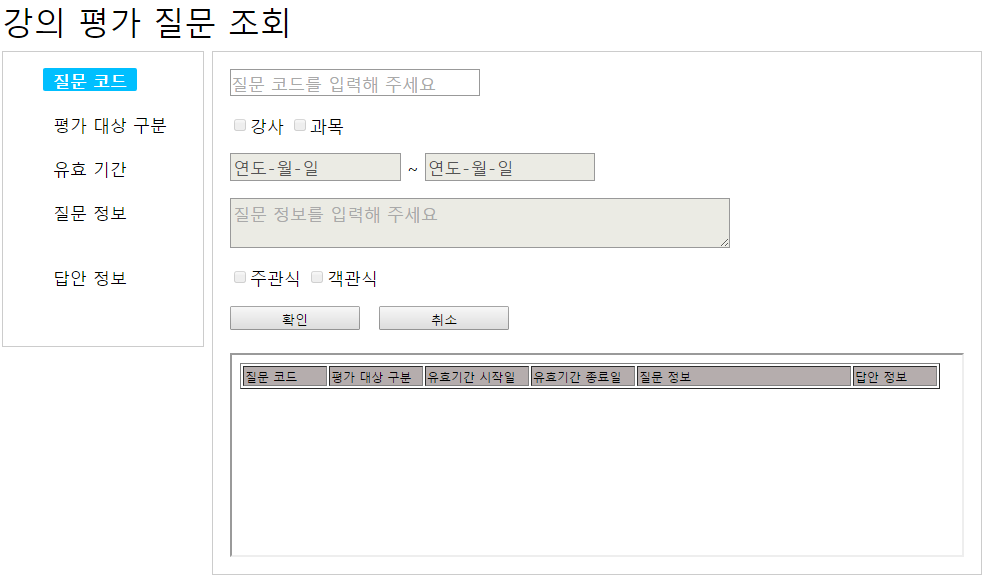 강의 평가 질문 조회
질문 코드
평가 대상 구분
유효 기간
질문 정보
답안 정보
질문 코드를 입력해 주세요
강사 과목
연도-월-일 ~ 연도-월-일
질문 정보를 입력해 주세요
주관식 객관식
확인 취소
질문 코드 평가 대상 구분 유효기간 시작일 유효기간 종료일 질문 정보 답안 정보